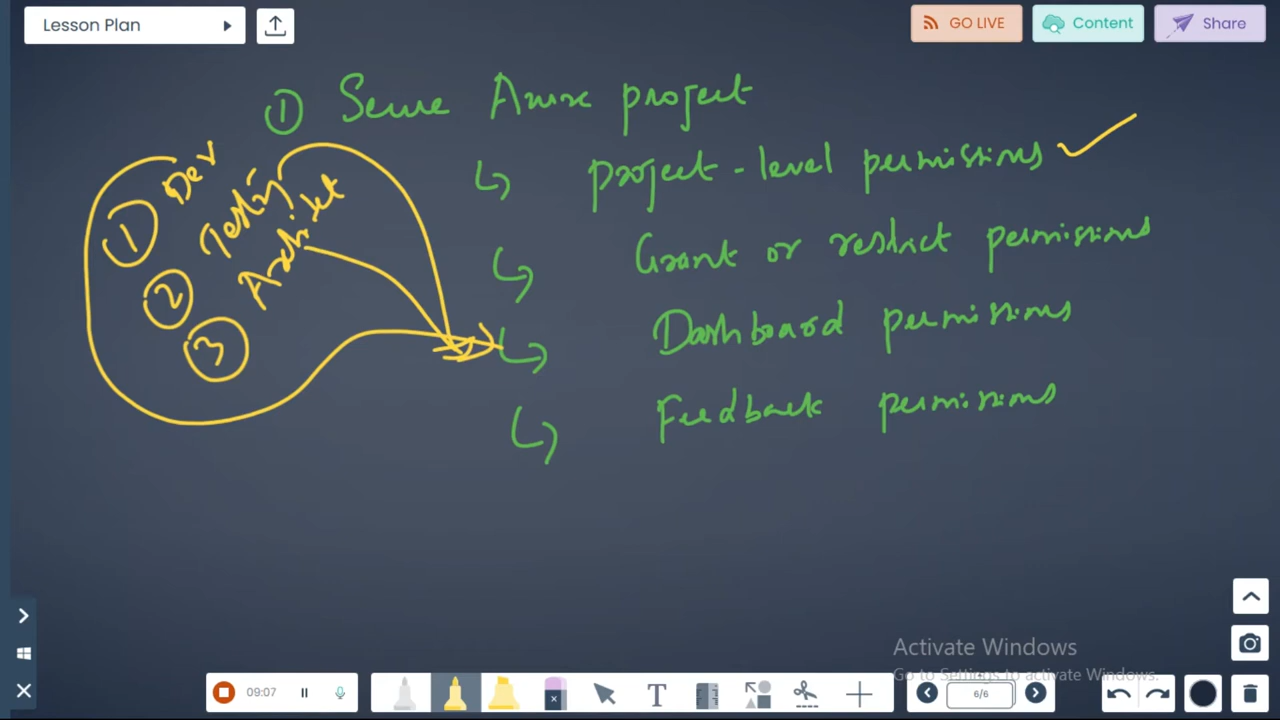 Lesson Plan
GO LIVE
Content
Share
① Secure Azure project
↳ project-level permissions ✓
↳ Grant or restrict permissions
↳ Dashboard permissions
↳ Feedback permissions
① Dev
② Testing
③ Architect
Activate Windows
Go to Settings to activate Windows.
09:07
T
6/6